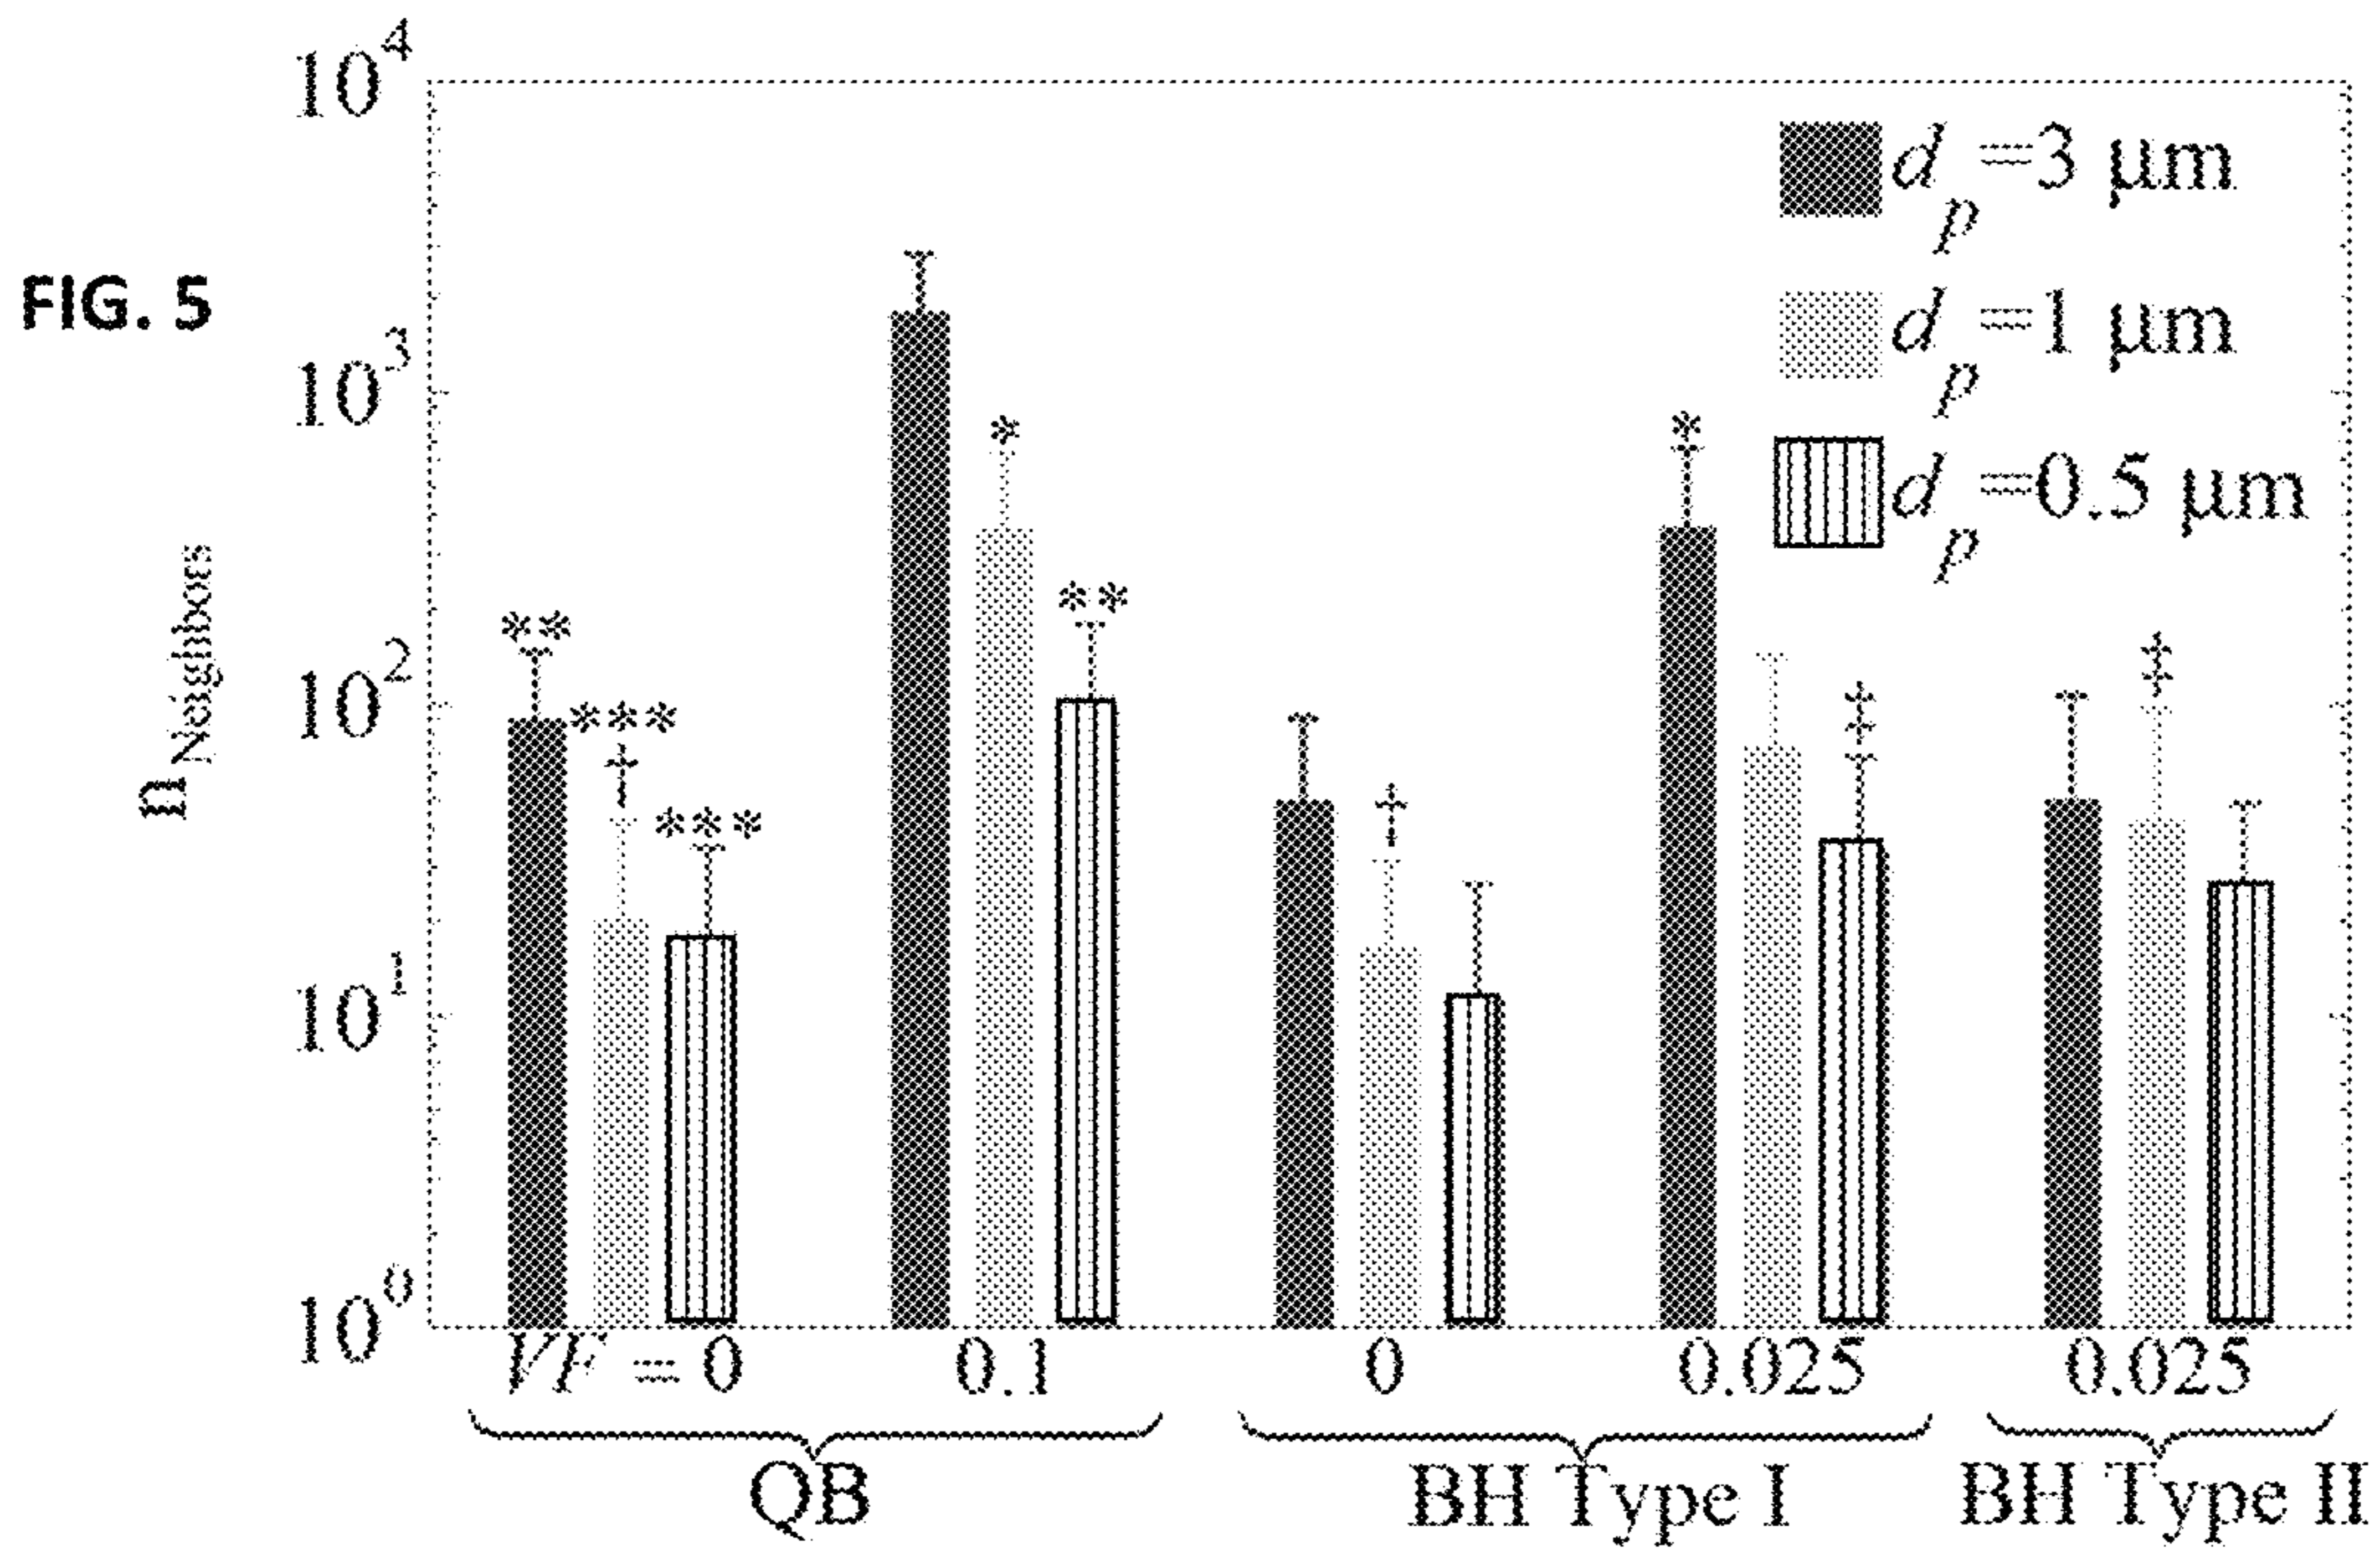 FIG. 5
n_Neighbors
10^4
10^3
10^2
10^1
10^0
d_p=3 μm
d_p=1 μm
d_p=0.5 μm
**
***
†
***
*
**
†
*
‡
‡
VF = 0 0.1 0 0.025 0.025
QB BH Type I BH Type II